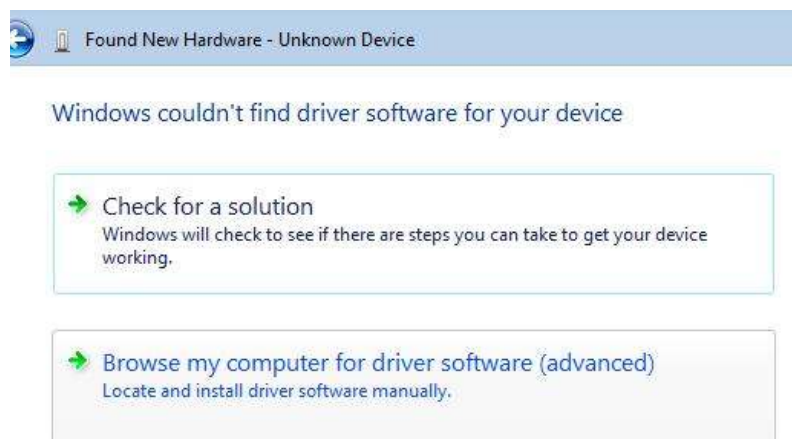 Found New Hardware - Unknown Device
Windows couldn't find driver software for your device
Check for a solution
Windows will check to see if there are steps you can take to get your device
working.
Browse my computer for driver software (advanced)
Locate and install driver software manually.